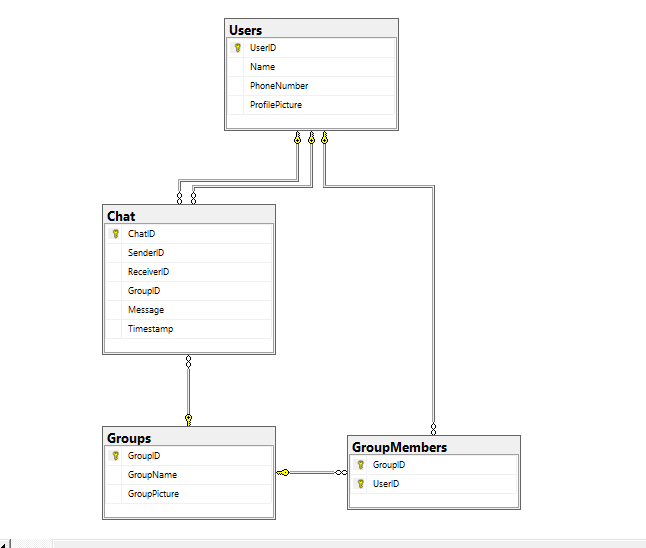 Users
UserID
Name
PhoneNumber
ProfilePicture
Chat
ChatID
SenderID
ReceiverID
GroupID
Message
Timestamp
Groups
GroupID
GroupName
GroupPicture
GroupMembers
GroupID
UserID